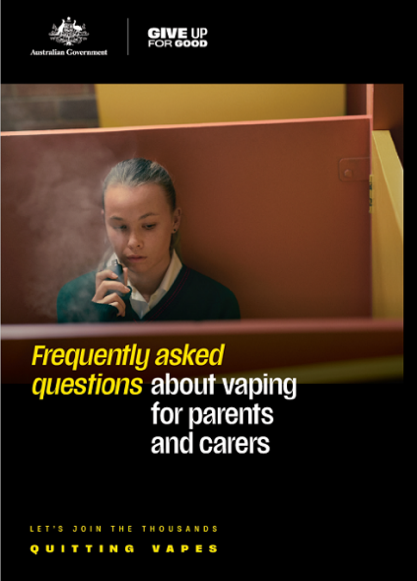 Australian Government
GIVE UP
FOR GOOD
Frequently asked
questions about vaping
for parents
and carers
LET'S JOIN THE THOUSANDS
QUITTING VAPES